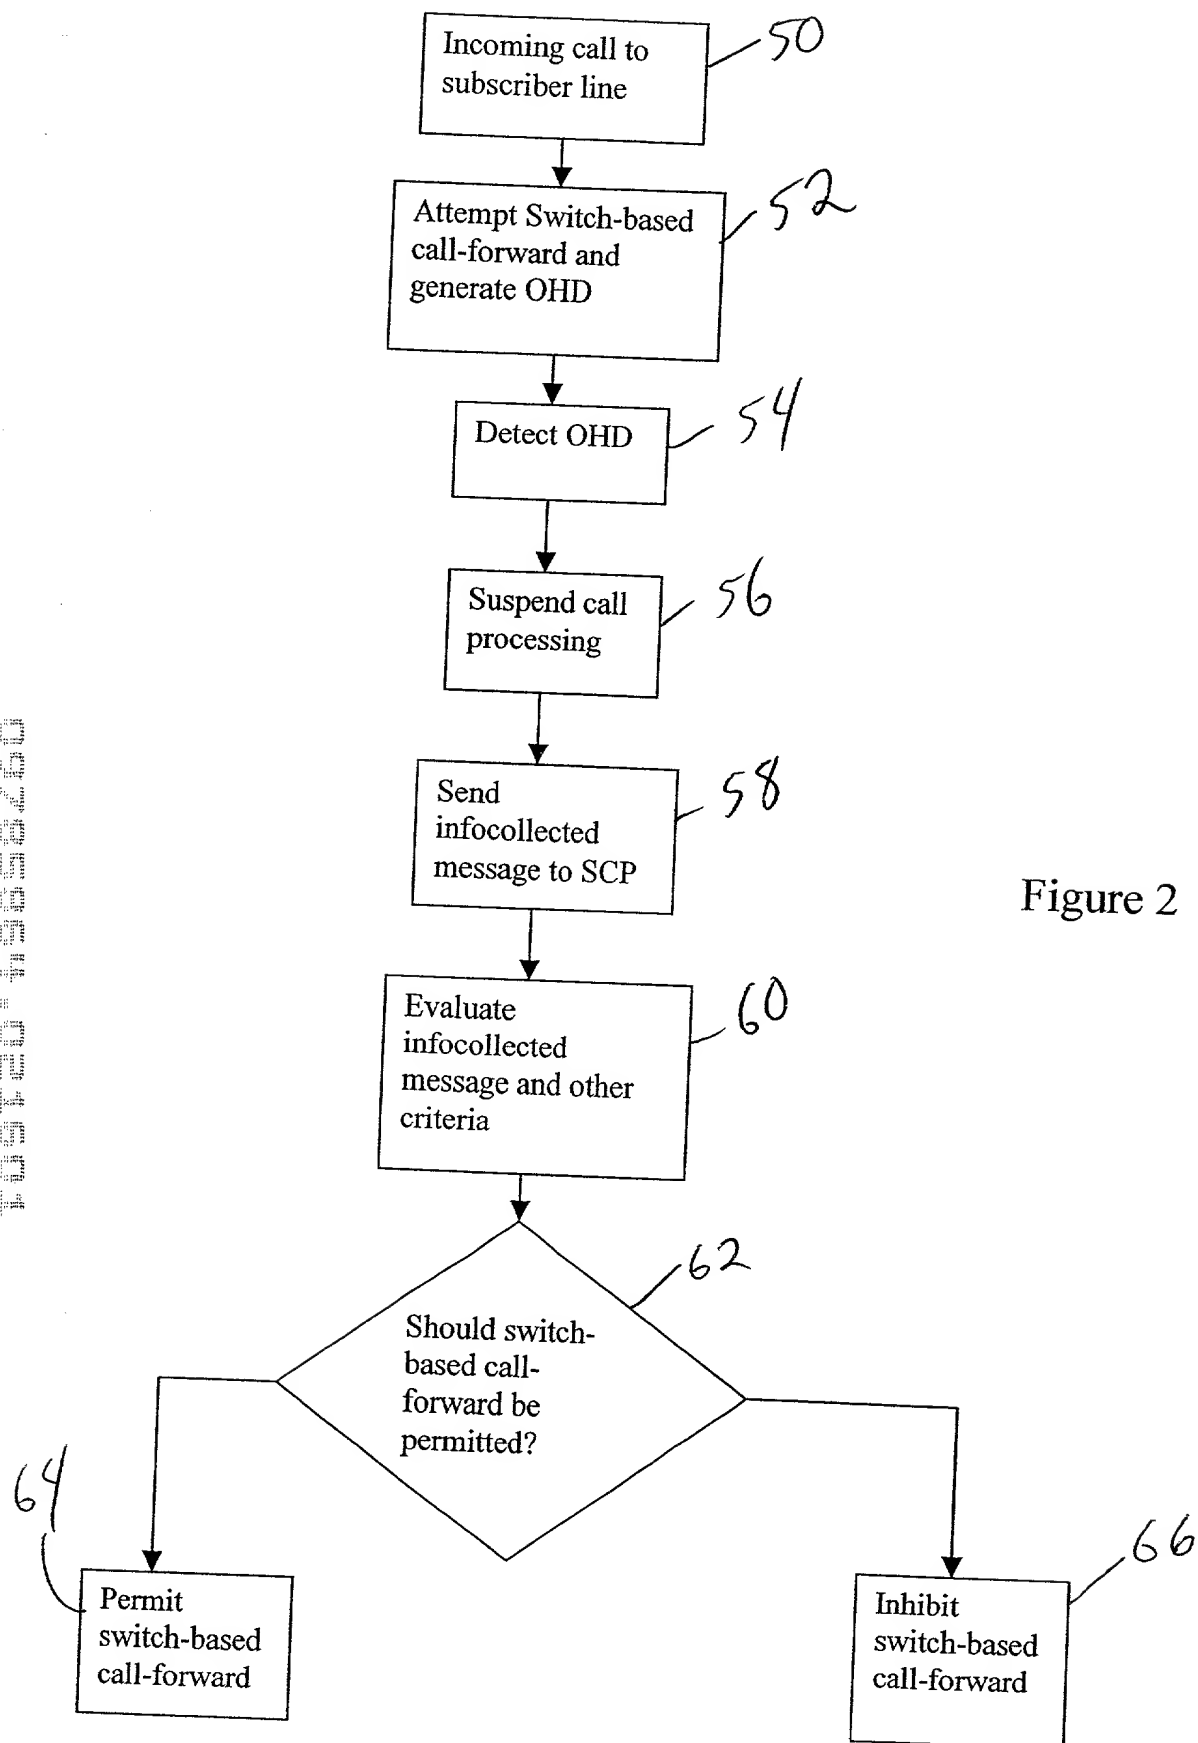 Incoming call to
subscriber line
50
Attempt Switch-based
call-forward and
generate OHD
52
Detect OHD
54
Suspend call
processing
56
Send
infocollected
message to SCP
58
Figure 2
Evaluate
infocollected
message and other
criteria
60
62
Should switch-
based call-
forward be
permitted?
64
66
Permit
switch-based
call-forward
Inhibit
switch-based
call-forward